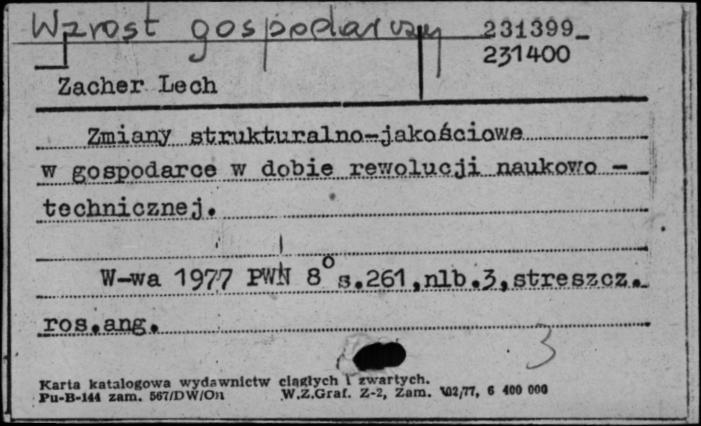 Wzrost gospodarczy 231399_
231400
Zacher Lech
Zmiany strukturalno-jakościowe
w gospodarce w dobie rewolucji naukowo -
technicznej.
W-wa 1977 PWN 8° s.261,nlb.3,streszcz.
ros.ang.
3
Karta katalogowa wydawnictw ciągłych i zwartych.
Pu-B-144 zam. 567/DW/On W.Z.Graf. Z-2, Zam. 102/77, 6 400 000